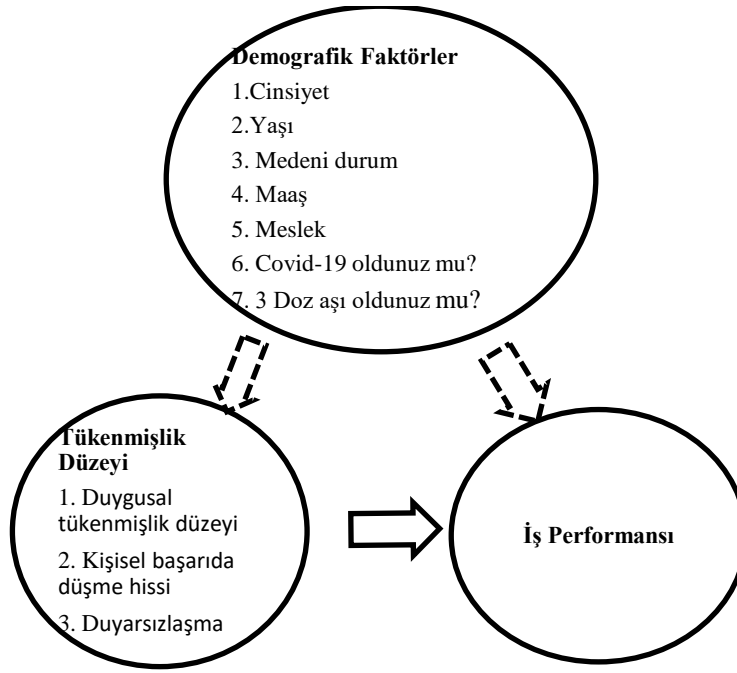 Demografik Faktörler
1.Cinsiyet
2.Yaşı
3. Medeni durum
4. Maaş
5. Meslek
6. Covid-19 oldunuz mu?
7. 3 Doz aşı oldunuz mu?
Tükenmişlik
Düzeyi
1. Duygusal
tükenmişlik düzeyi
2. Kişisel başarıda
düşme hissi
3. Duyarsızlaşma
İş Performansı